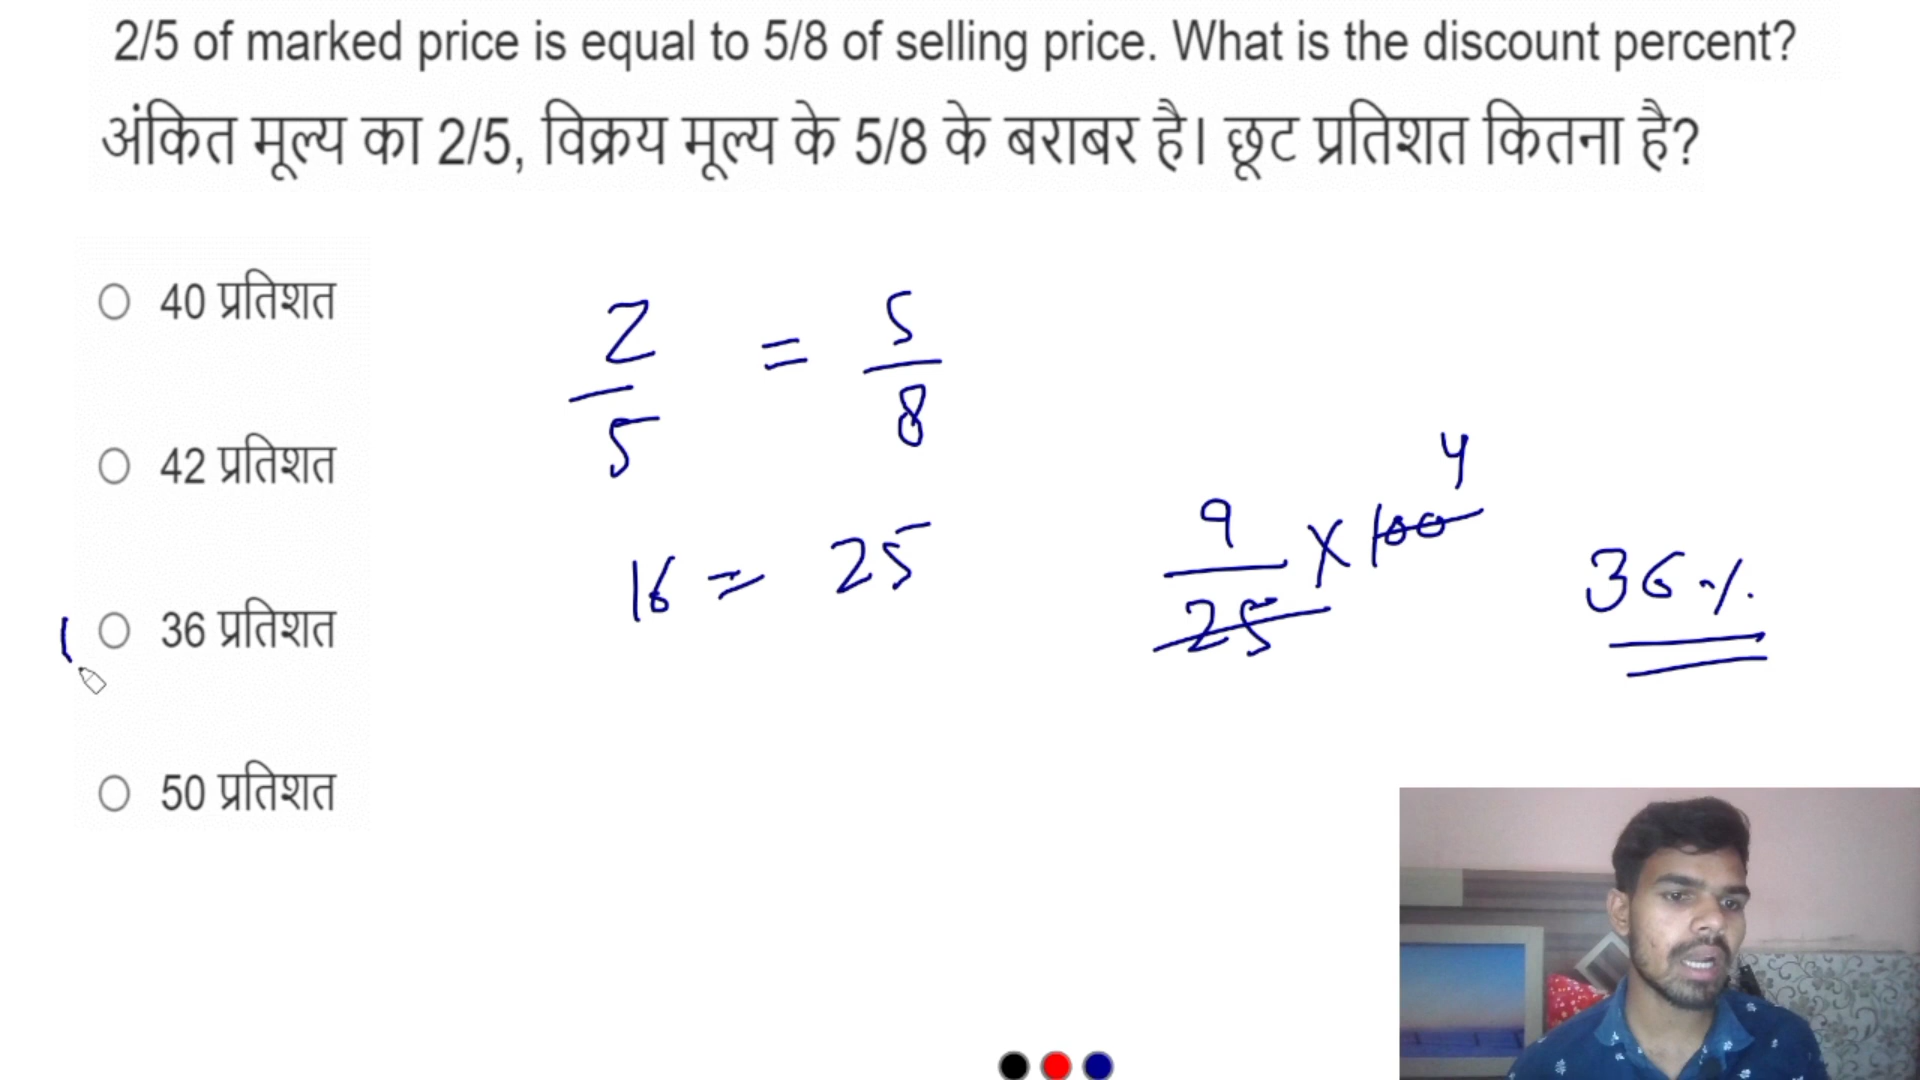 2/5 of marked price is equal to 5/8 of selling price. What is the discount percent?
अंकित मूल्य का 2/5, विक्रय मूल्य के 5/8 के बराबर है। छूट प्रतिशत कितना है?
40 प्रतिशत
42 प्रतिशत
36 प्रतिशत
50 प्रतिशत
2/5 = 5/8
16 = 25
9/25 × 100 4
36%